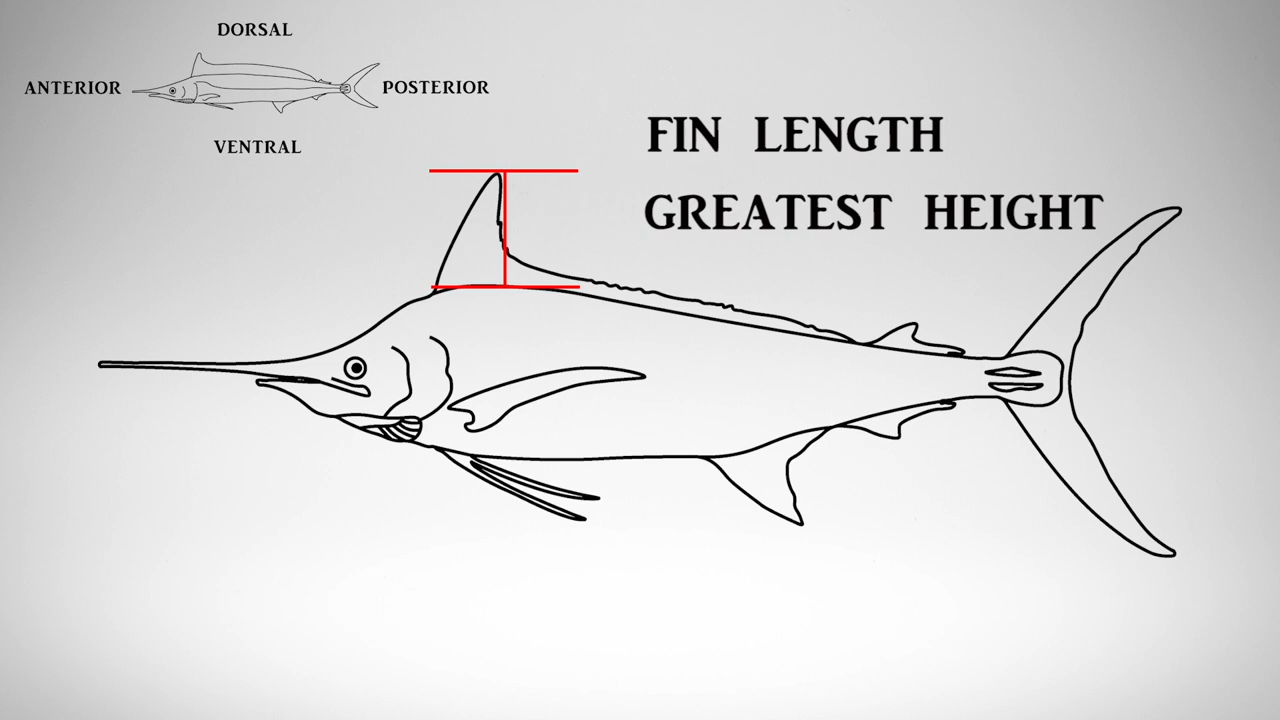 DORSAL
ANTERIOR
POSTERIOR
VENTRAL
FIN LENGTH
GREATEST HEIGHT